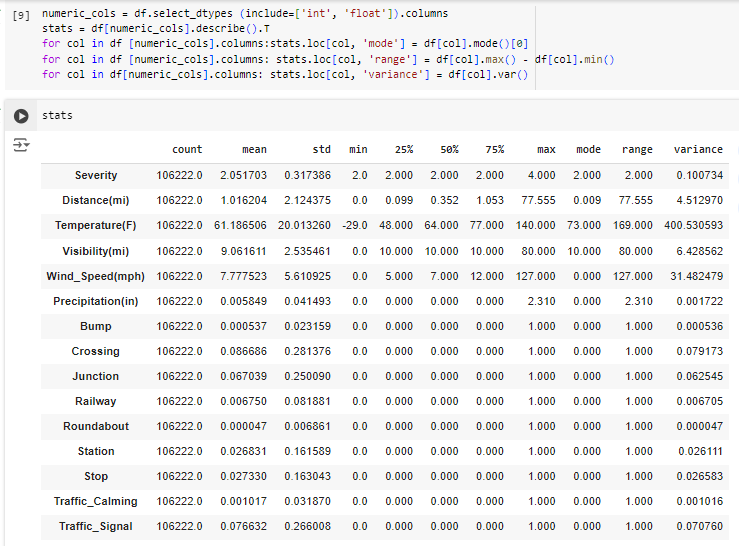 [9] numeric_cols = df.select_dtypes (include=['int', 'float']).columns
stats = df[numeric_cols].describe().T
for col in df [numeric_cols].columns:stats.loc[col, 'mode'] = df[col].mode()[0]
for col in df [numeric_cols].columns: stats.loc[col, 'range'] = df[col].max() - df[col].min()
for col in df[numeric_cols].columns: stats.loc[col, 'variance'] = df[col].var()
stats
count mean std min 25% 50% 75% max mode range variance
Severity 106222.0 2.051703 0.317386 2.0 2.000 2.000 2.000 4.000 2.000 2.000 0.100734
Distance(mi) 106222.0 1.016204 2.124375 0.0 0.099 0.352 1.053 77.555 0.009 77.555 4.512970
Temperature(F) 106222.0 61.186506 20.013260 -29.0 48.000 64.000 77.000 140.000 73.000 169.000 400.530593
Visibility(mi) 106222.0 9.061611 2.535461 0.0 10.000 10.000 10.000 80.000 10.000 80.000 6.428562
Wind_Speed(mph) 106222.0 7.777523 5.610925 0.0 5.000 7.000 12.000 127.000 0.000 127.000 31.482479
Precipitation(in) 106222.0 0.005849 0.041493 0.0 0.000 0.000 0.000 2.310 0.000 2.310 0.001722
Bump 106222.0 0.000537 0.023159 0.0 0.000 0.000 0.000 1.000 0.000 1.000 0.000536
Crossing 106222.0 0.086686 0.281376 0.0 0.000 0.000 0.000 1.000 0.000 1.000 0.079173
Junction 106222.0 0.067039 0.250090 0.0 0.000 0.000 0.000 1.000 0.000 1.000 0.062545
Railway 106222.0 0.006750 0.081881 0.0 0.000 0.000 0.000 1.000 0.000 1.000 0.006705
Roundabout 106222.0 0.000047 0.006861 0.0 0.000 0.000 0.000 1.000 0.000 1.000 0.000047
Station 106222.0 0.026831 0.161589 0.0 0.000 0.000 0.000 1.000 0.000 1.000 0.026111
Stop 106222.0 0.027330 0.163043 0.0 0.000 0.000 0.000 1.000 0.000 1.000 0.026583
Traffic_Calming 106222.0 0.001017 0.031870 0.0 0.000 0.000 0.000 1.000 0.000 1.000 0.001016
Traffic_Signal 106222.0 0.076632 0.266008 0.0 0.000 0.000 0.000 1.000 0.000 1.000 0.070760